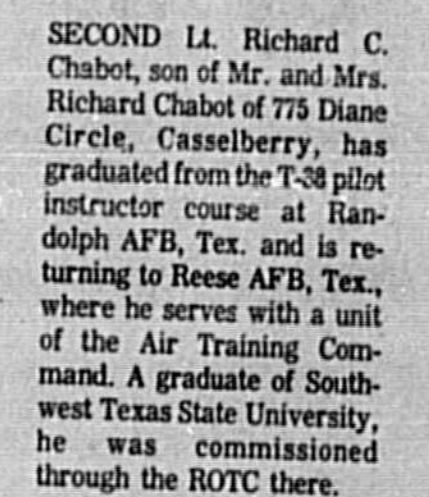 SECOND Lt. Richard C.
Chabot, son of Mr. and Mrs.
Richard Chabot of 775 Diane
Circle, Casselberry, has
graduated from the T-38 pilot
instructor course at Ran-
dolph AFB, Tex. and is re-
turning to Reese AFB, Tex.,
where he serves with a unit
of the Air Training Com-
mand. A graduate of South-
west Texas State University,
he was commissioned
through the ROTC there.